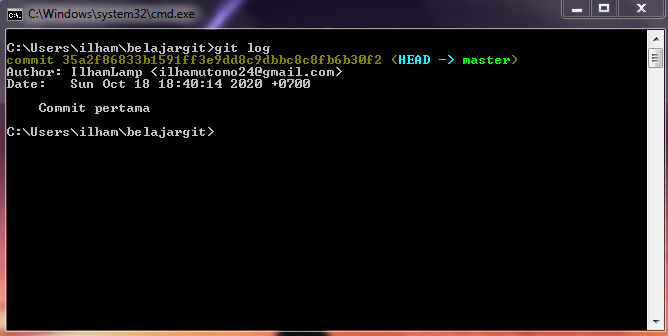 C:\Windows\system32\cmd.exe
C:\Users\ilham\belajargit>git log
commit 35a2f86833b1591ff3e9dd8c9dbbc8c8fb6b30f2 (HEAD -> master)
Author: IlhamLamp <ilhamutomo24@gmail.com>
Date:   Sun Oct 18 18:40:14 2020 +0700
    Commit pertama
C:\Users\ilham\belajargit>